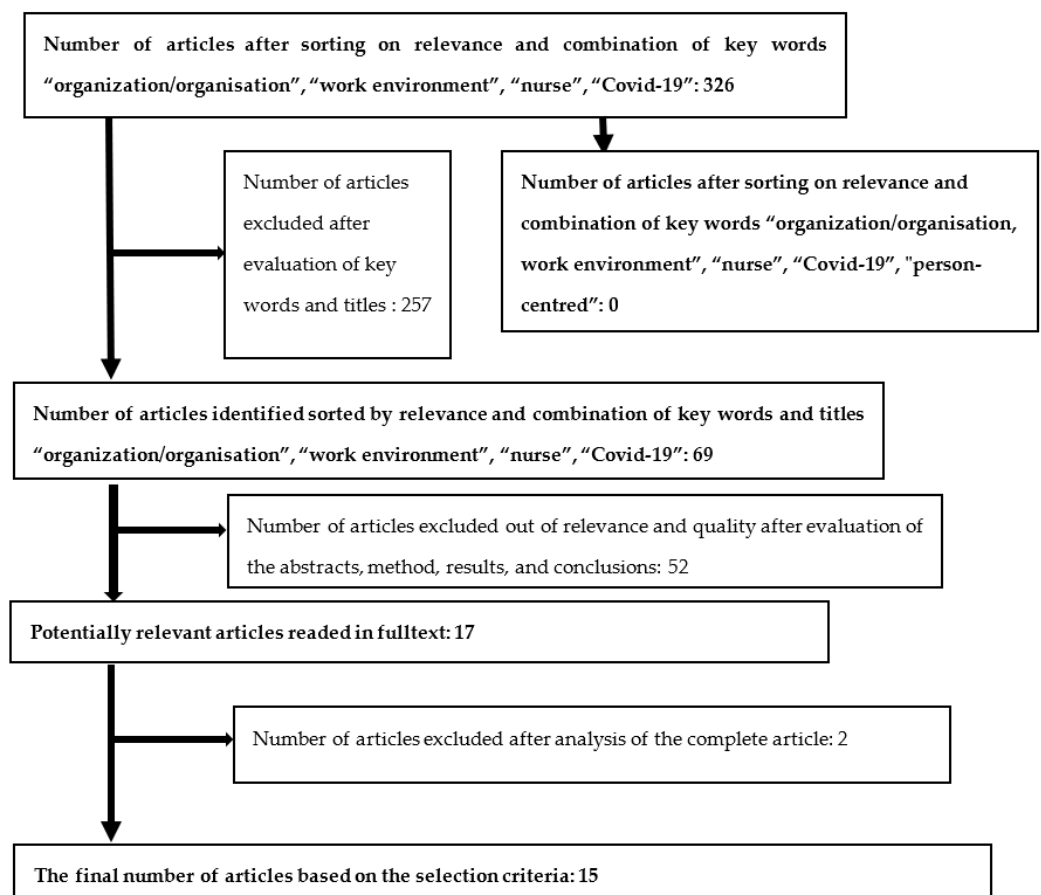 Number of articles after sorting on relevance and combination of key words
“organization/organisation”, “work environment”, “nurse”, “Covid-19”: 326
Number of articles
excluded after
evaluation of key
words and titles : 257
Number of articles after sorting on relevance and
combination of key words “organization/organisation,
work environment”, “nurse”, “Covid-19”, "person-
centred”: 0
Number of articles identified sorted by relevance and combination of key words and titles
“organization/organisation”, “work environment”, “nurse”, “Covid-19”: 69
Number of articles excluded out of relevance and quality after evaluation of
the abstracts, method, results, and conclusions: 52
Potentially relevant articles readed in fulltext: 17
Number of articles excluded after analysis of the complete article: 2
The final number of articles based on the selection criteria: 15